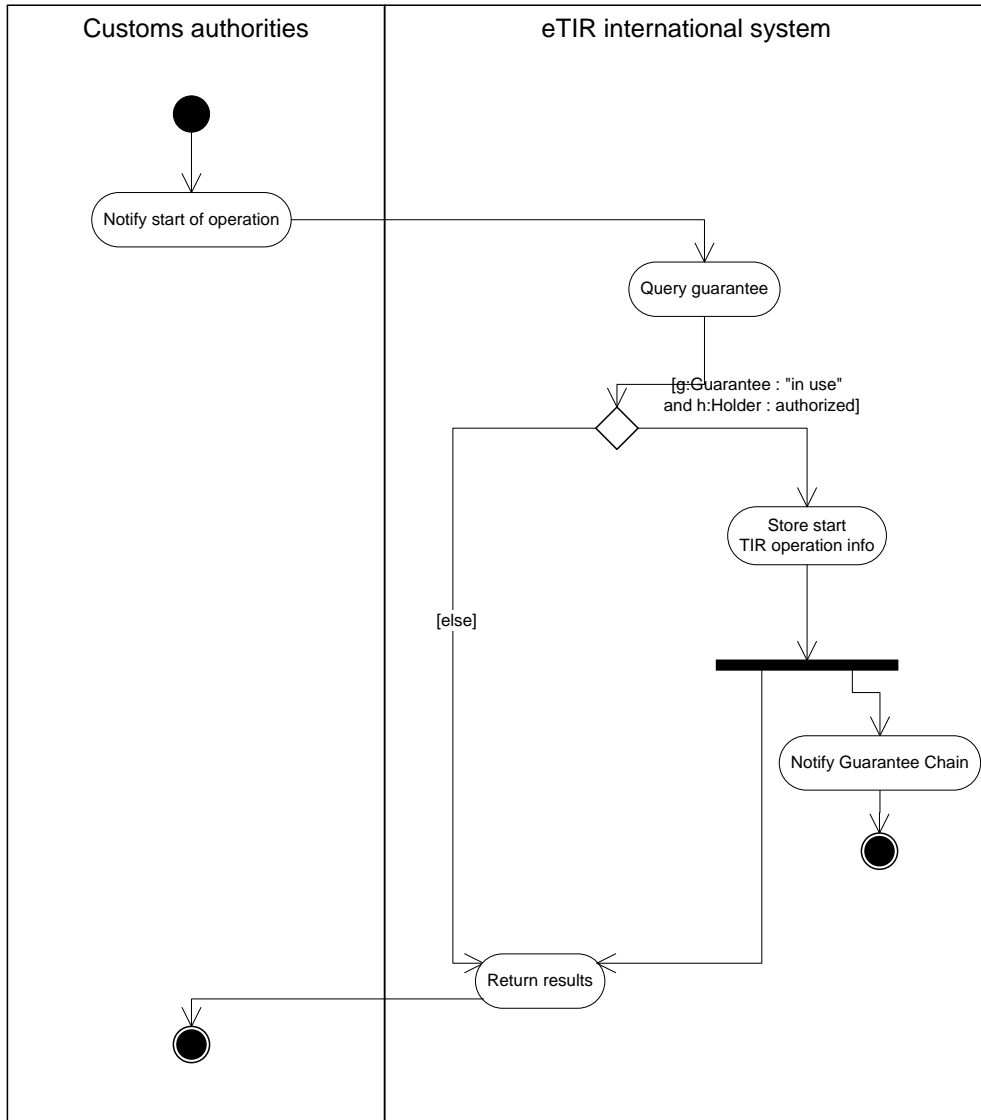 Customs authorities
eTIR international system
Notify start of operation
Query guarantee
[g:Guarantee : "in use"
and h:Holder : authorized]
Store start
TIR operation info
[else]
Notify Guarantee Chain
Return results